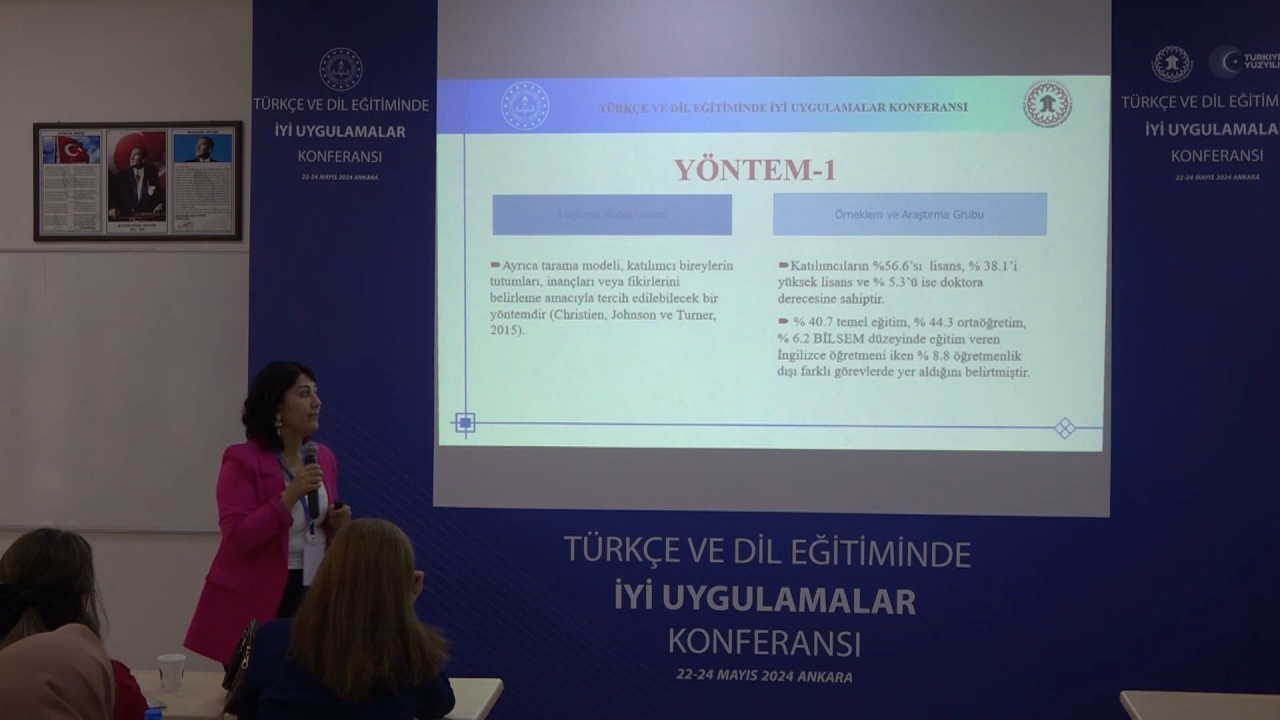 TÜRKÇE VE DİL EĞİTİMİNDE
İYİ UYGULAMALAR
KONFERANSI
22-24 MAYIS 2024 ANKARA
TÜRKÇE VE DİL EĞİTİMİNDE İYİ UYGULAMALAR KONFERANSI
YÖNTEM-1
Örneklem ve Araştırma Grubu
Ayrıca tarama modeli, katılımcı bireylerin
tutumları, inançları veya fikirlerini
belirleme amacıyla tercih edilebilecek bir
yöntemdir (Christien, Johnson ve Turner,
2015).
Katılımcıların %56.6'sı lisans, % 38.1'i
yüksek lisans ve % 5.3'ü ise doktora
derecesine sahiptir.
% 40.7 temel eğitim, % 44.3 ortaöğretim,
% 6.2 BİLSEM düzeyinde eğitim veren
İngilizce öğretmeni iken % 8.8 öğretmenlik
dışı farklı görevlerde yer aldığını belirtmiştir.
TÜRKİYE
YÜZYILI
TÜRKÇE VE DİL EĞİTİM
İYİ UYGULAMA
KONFERANSI
22-24 MAYIS 2024 ANKARA
TÜRKÇE VE DİL EĞİTİMİNDE
İYİ UYGULAMALAR
KONFERANSI
22-24 MAYIS 2024 ANKARA